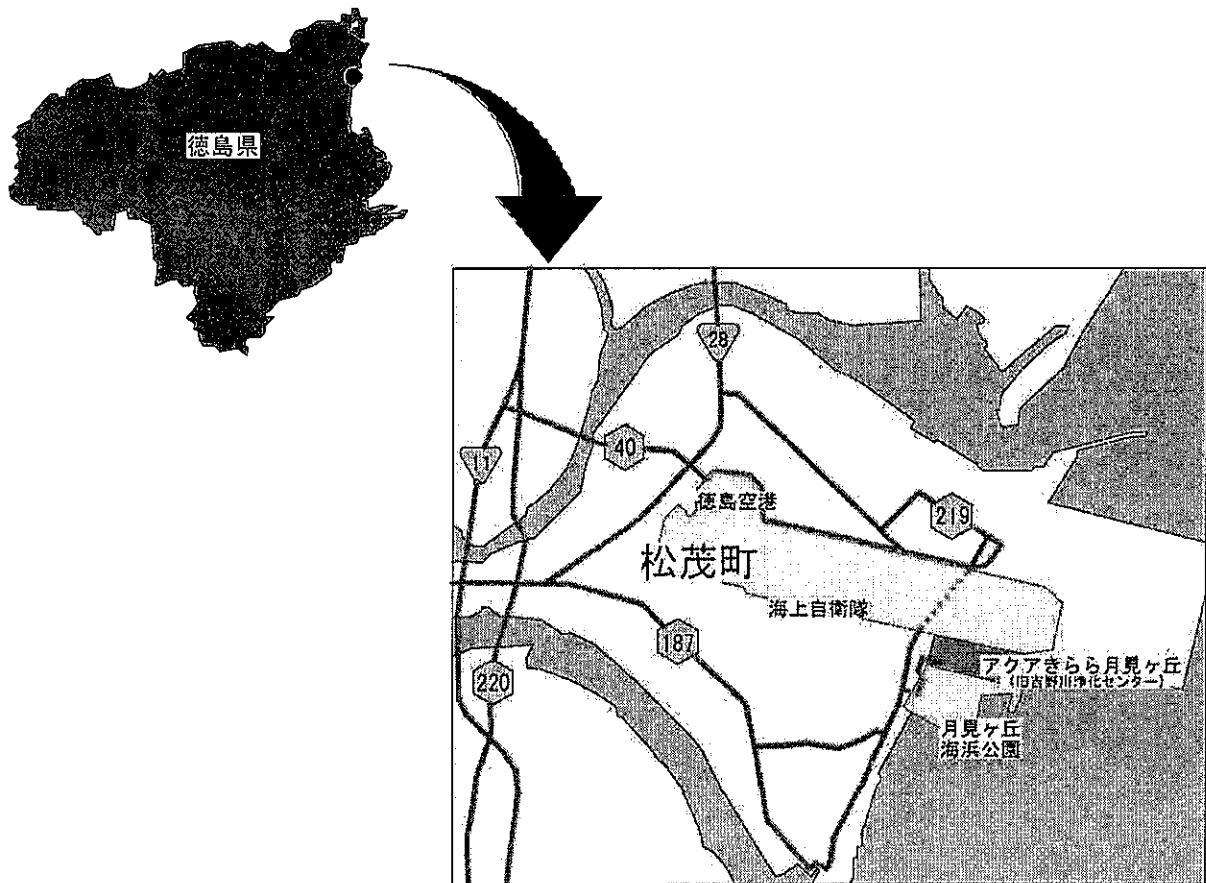 徳島県
28
11
40
徳島空港
219
松茂町
海上自衛隊
187
アクアきらら月見ヶ丘
(旧吉野川浄化センター)
220
月見ヶ丘
海浜公園